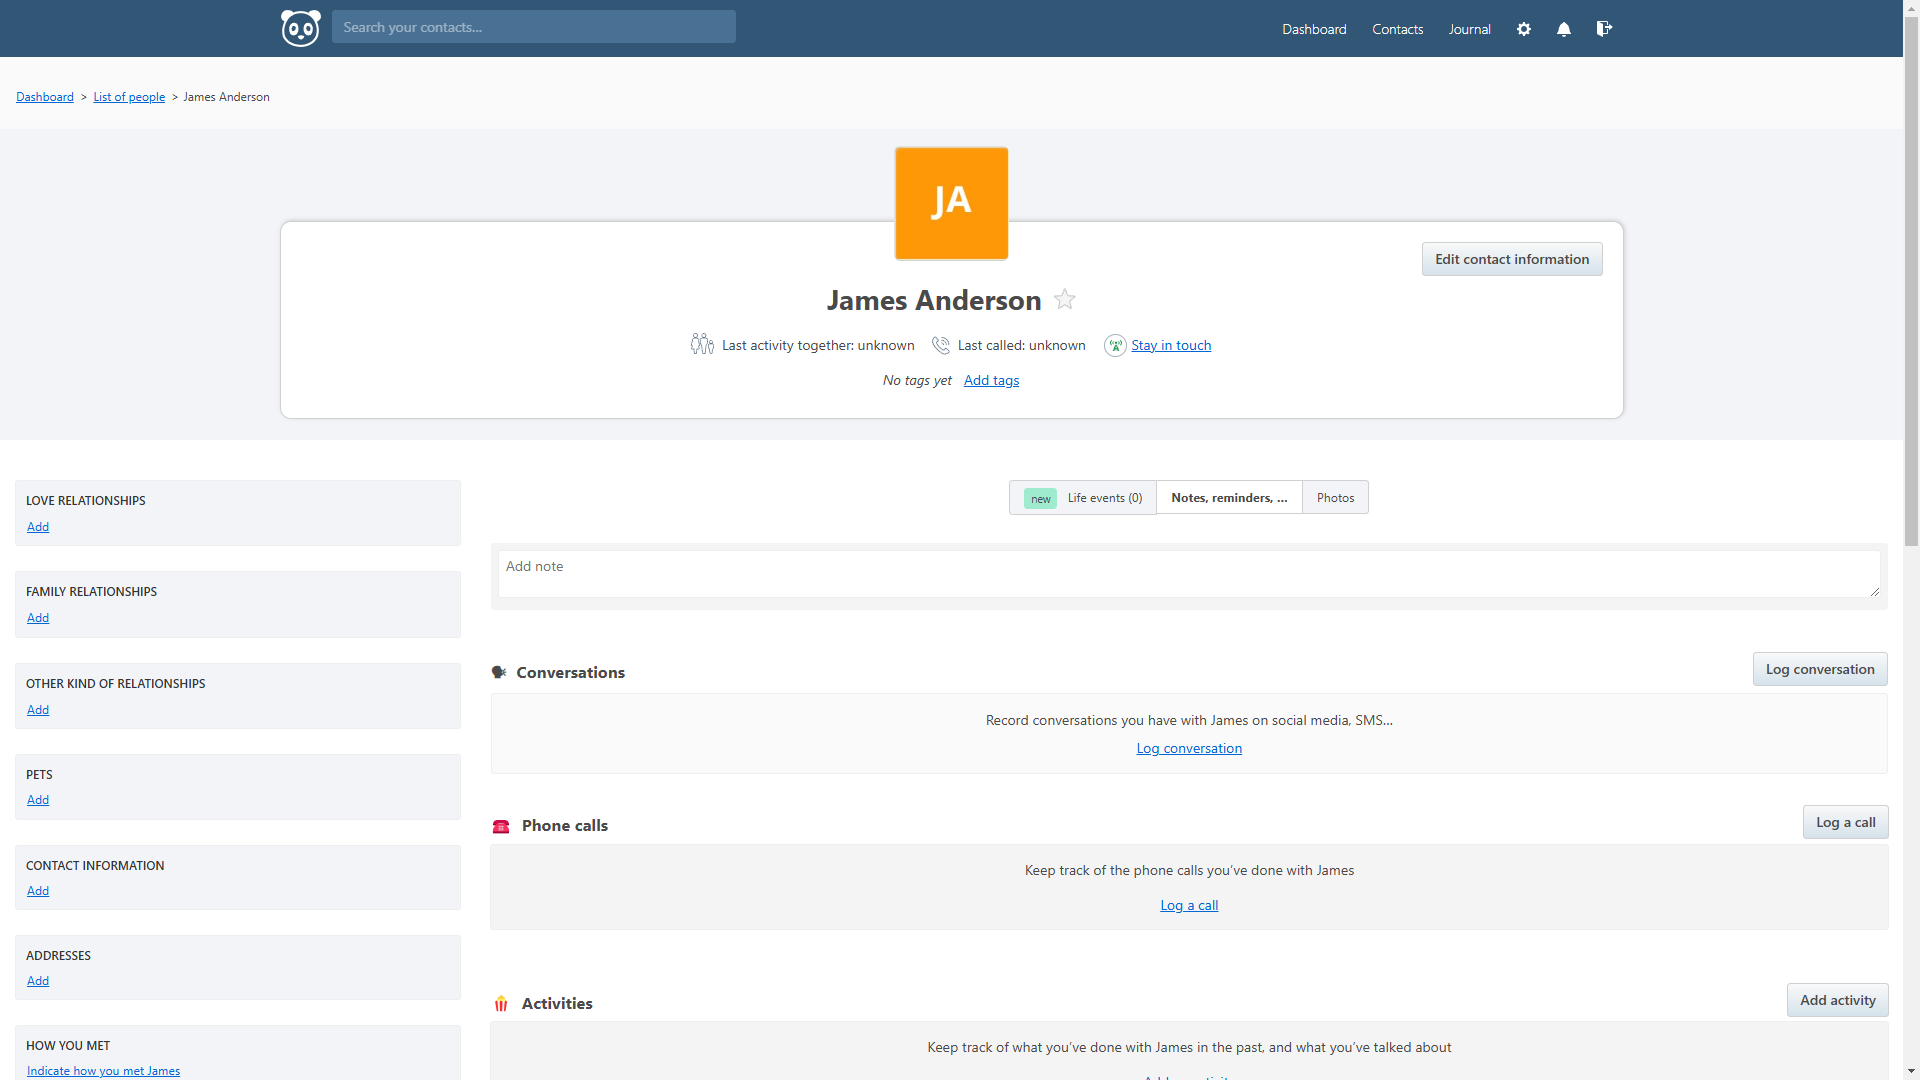 Search your contacts...
Dashboard
Contacts
Journal
Dashboard > List of people > James Anderson
JA
Edit contact information
James Anderson
Last activity together: unknown
Last called: unknown
Stay in touch
No tags yet
Add tags
LOVE RELATIONSHIPS
Add
FAMILY RELATIONSHIPS
Add
OTHER KIND OF RELATIONSHIPS
Add
PETS
Add
CONTACT INFORMATION
Add
ADDRESSES
Add
HOW YOU MET
Indicate how you met James
new Life events (0)
Notes, reminders, ...
Photos
Add note
Conversations
Log conversation
Record conversations you have with James on social media, SMS...
Log conversation
Phone calls
Log a call
Keep track of the phone calls you've done with James
Log a call
Activities
Add activity
Keep track of what you've done with James in the past, and what you've talked about